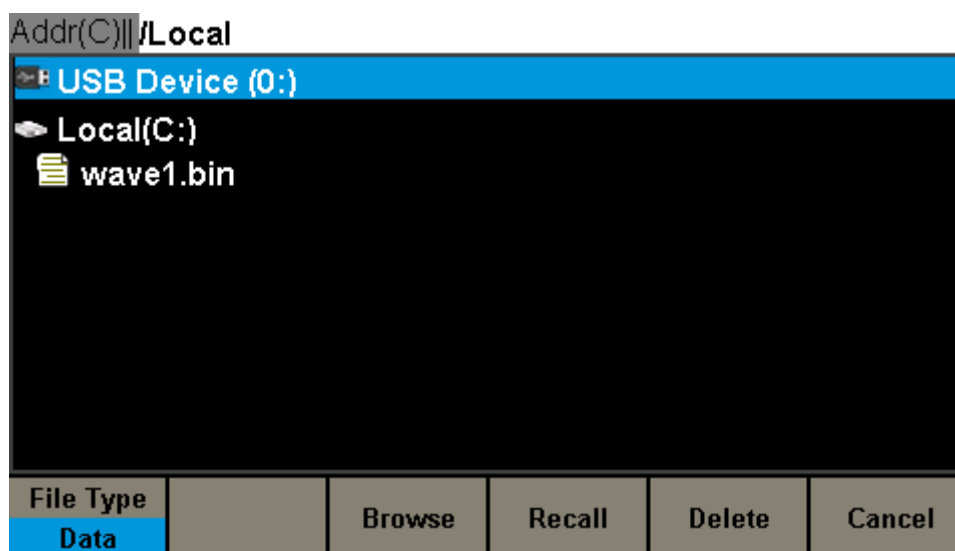 Addr(C)|| /Local
USB Device (0:)
Local(C:)
wave1.bin
File Type
Data
Browse
Recall
Delete
Cancel